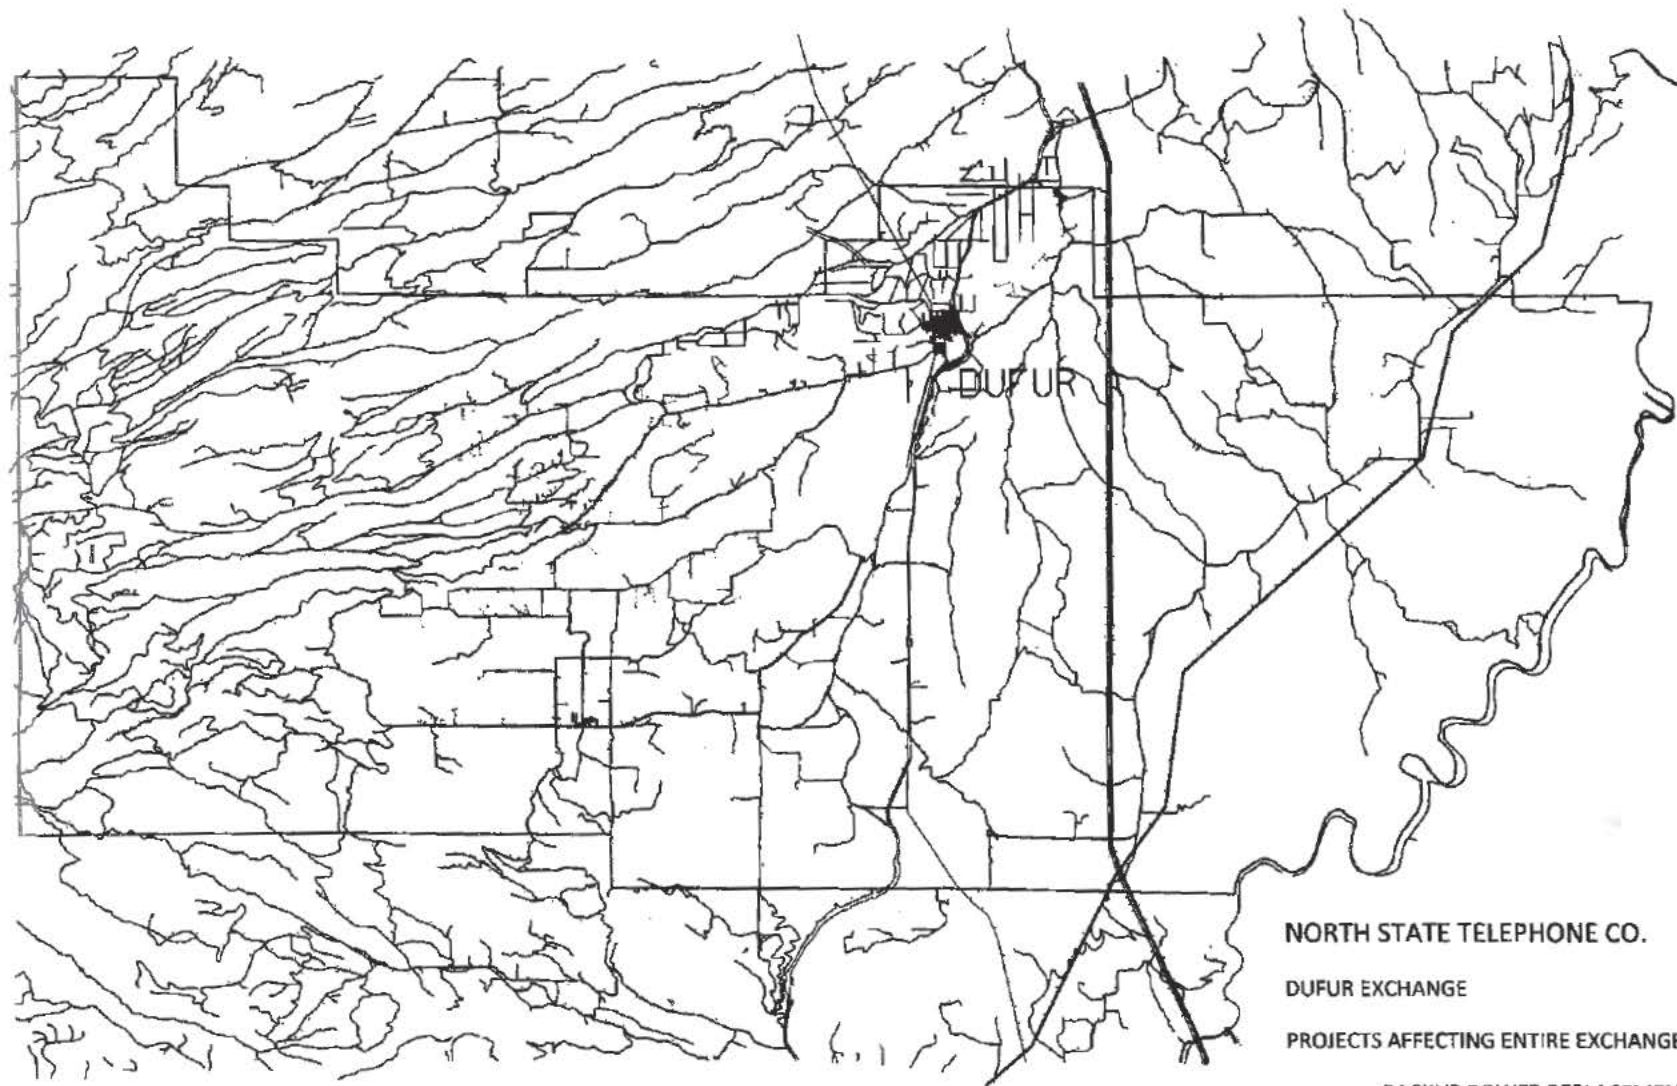 DUFUR
NORTH STATE TELEPHONE CO.
DUFUR EXCHANGE
PROJECTS AFFECTING ENTIRE EXCHANGE